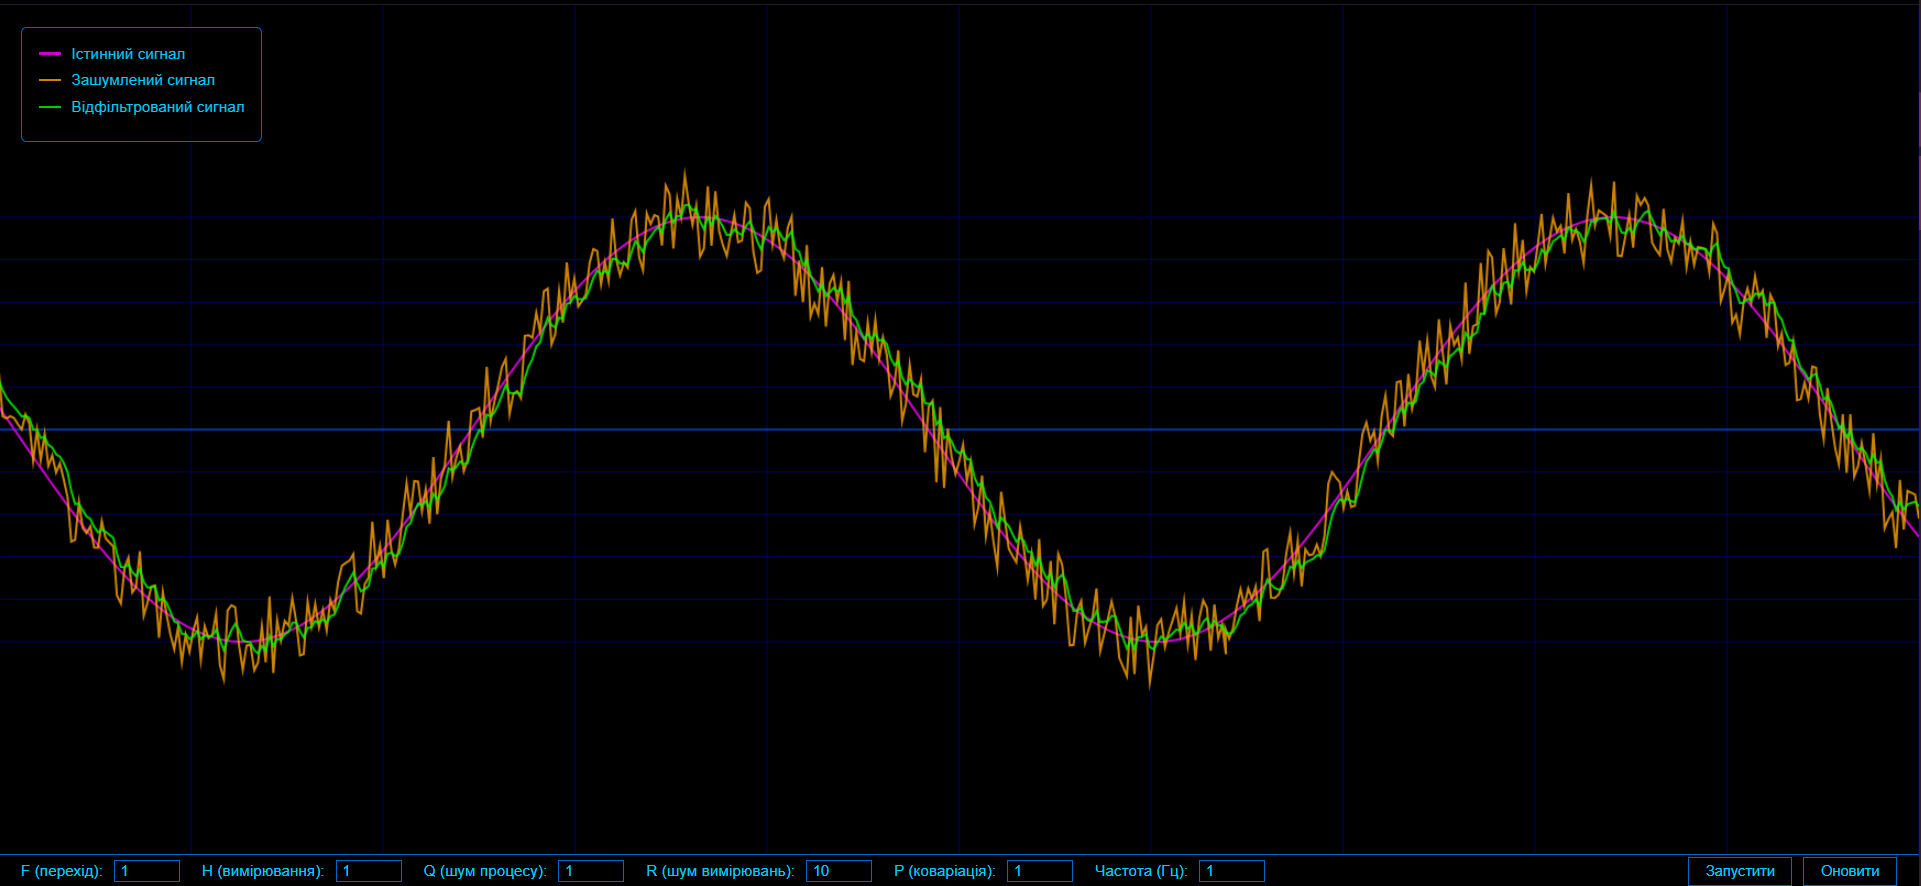 Істинний сигнал
Зашумлений сигнал
Відфільтрований сигнал
F (перехід): 1 H (вимірювання): 1 Q (шум процесу): 1 R (шум вимірювань): 10 P (коваріація): 1 Частота (Гц): 1 Запустити Оновити